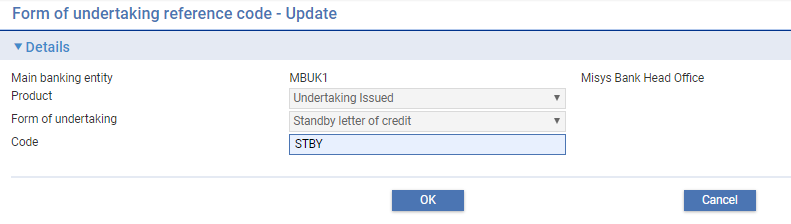 Form of undertaking reference code - Update
Details
Main banking entity MBUK1 Misys Bank Head Office
Product Undertaking Issued
Form of undertaking Standby letter of credit
Code STBY
OK Cancel